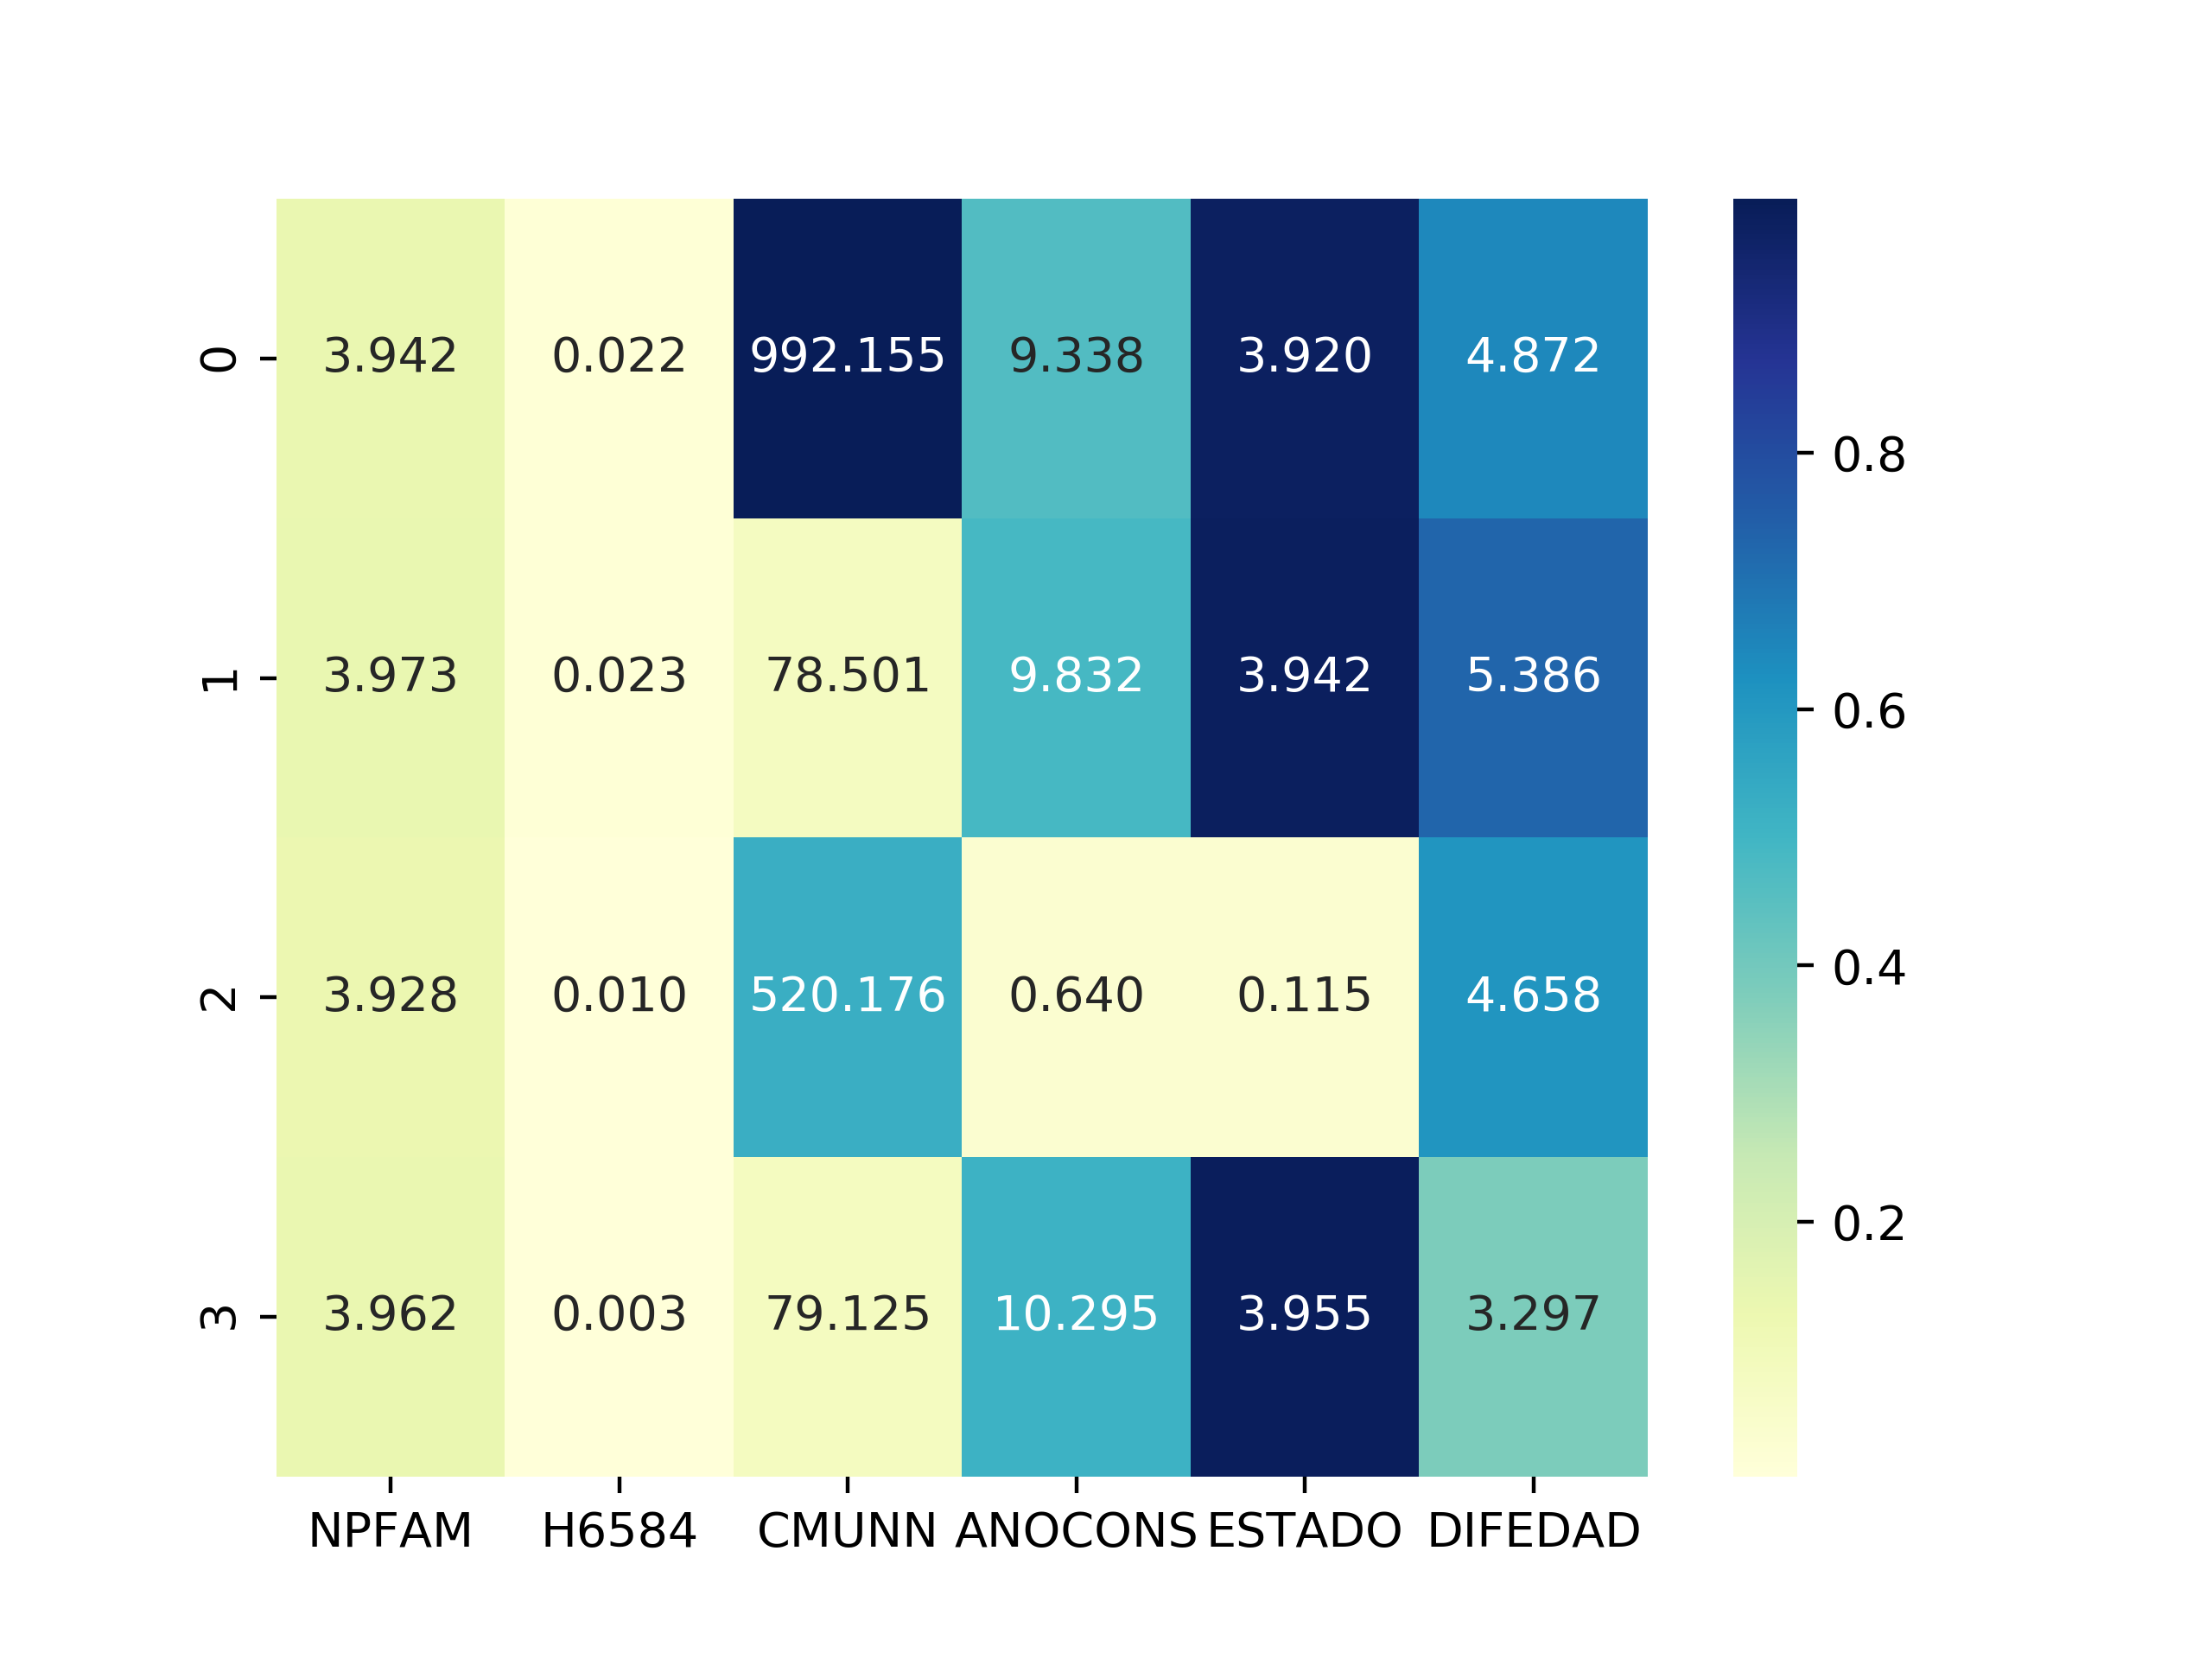 0 3.942 0.022 992.155 9.338 3.920 4.872
0.8
1 3.973 0.023 78.501 9.832 3.942 5.386
0.6
2 3.928 0.010 520.176 0.640 0.115 4.658
0.4
0.2
3 3.962 0.003 79.125 10.295 3.955 3.297
NPFAM H6584 CMUNN ANOCONS ESTADO DIFEDAD